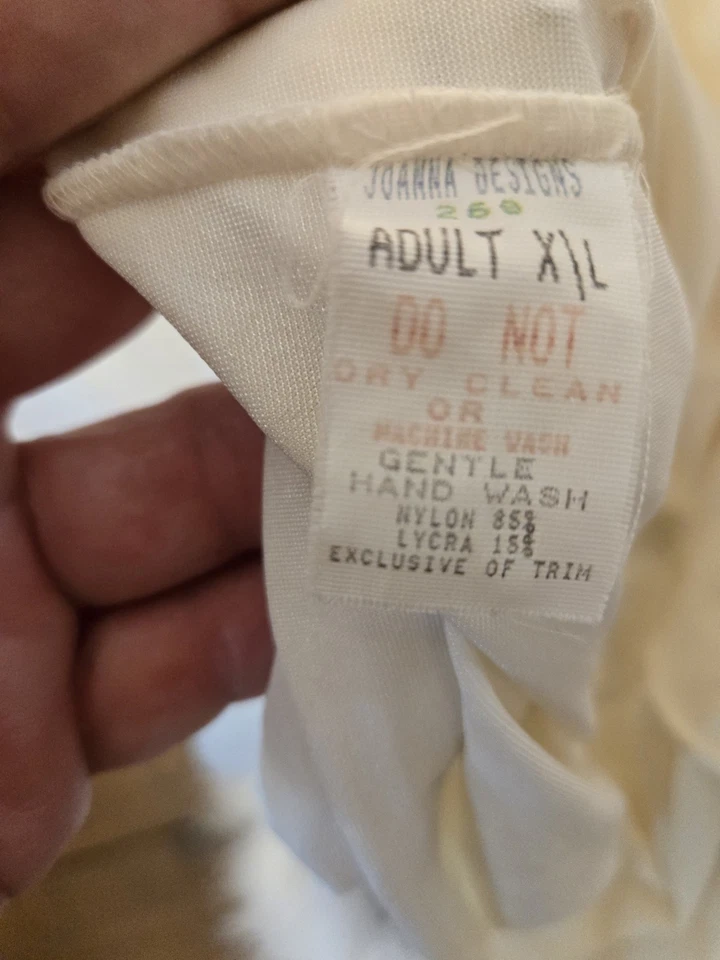 JOANNA DESIGNS
260
ADULT X\L
DO NOT
DRY CLEAN
OR
MACHINE WASH
GENTLE
HAND WASH
NYLON 85%
LYCRA 15%
EXCLUSIVE OF TRIM